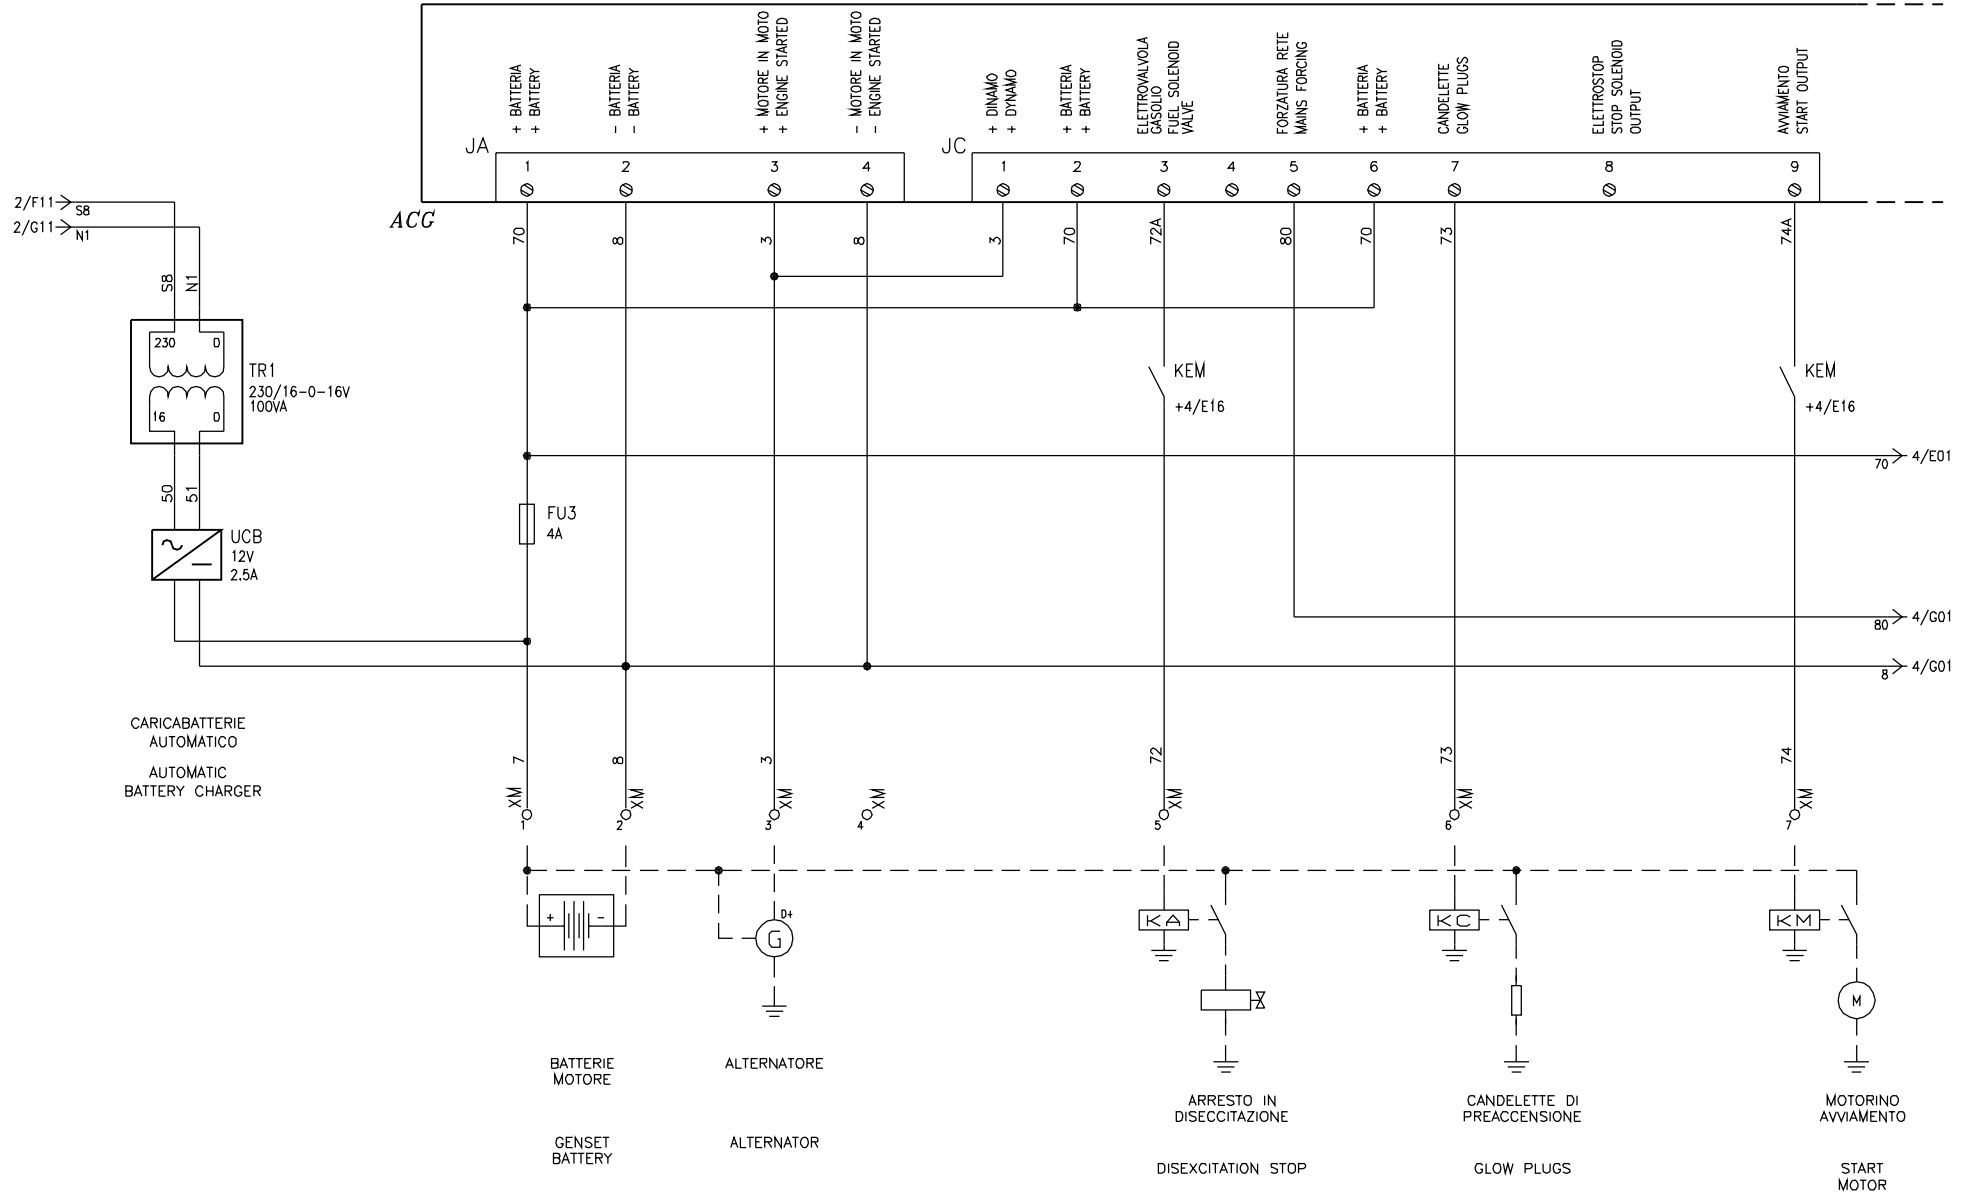 + BATTERIA
+ BATTERY
- BATTERIA
- BATTERY
+ MOTORE IN MOTO
+ ENGINE STARTED
- MOTORE IN MOTO
- ENGINE STARTED
+ DINAMO
+ DYNAMO
+ BATTERIA
+ BATTERY
ELETTROVALVOLA
GASOLIO
FUEL SOLENOID
VALVE
FORZATURA RETE
MAINS FORCING
+ BATTERIA
+ BATTERY
CANDELETTE
GLOW PLUGS
ELETTROSTOP
STOP SOLENOID
OUTPUT
AVVIAMENTO
START OUTPUT
JA
JC
1 2 3 4
1 2 3 4 5 6 7 8 9
ACG
2/F11
S8
2/G11
N1
70 8 3 8 3 70 72A 80 70 73 74A
S8 N1
230 0
16 0
TR1
230/16-0-16V
100VA
KEM
+4/E16
KEM
+4/E16
70 4/E01
50 51
FU3
4A
UCB
12V
2.5A
80 4/G01
8 4/G01
CARICABATTERIE
AUTOMATICO
AUTOMATIC
BATTERY CHARGER
7 8 3 72 73 74
XM XM XM XM XM XM XM
1 2 3 4 5 6 7
+ -
D+
G
KA
KC
KM
M
BATTERIE
MOTORE
ALTERNATORE
ARRESTO IN
DISECCITAZIONE
CANDELETTE DI
PREACCENSIONE
MOTORINO
AVVIAMENTO
GENSET
BATTERY
ALTERNATOR
DISEXCITATION STOP
GLOW PLUGS
START
MOTOR